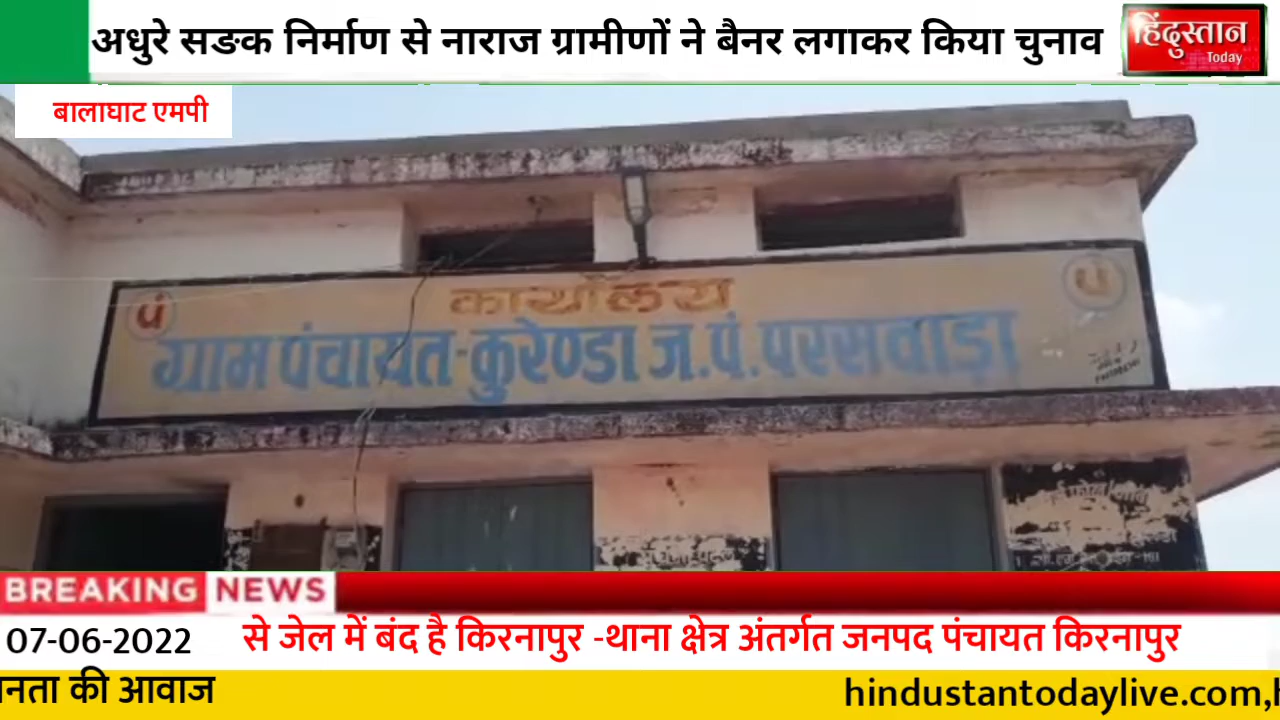 अधुरे सङक निर्माण से नाराज ग्रामीणों ने बैनर लगाकर किया चुनाव
हिंदुस्तान
Today
बालाघाट एमपी
पं
पं
कार्यालय
ग्राम पंचायत-कुरेण्डा ज.पं.परसवाड़ा
BREAKING NEWS
07-06-2022
से जेल में बंद है किरनापुर -थाना क्षेत्र अंतर्गत जनपद पंचायत किरनापुर
नता की आवाज
hindustantodaylive.com,